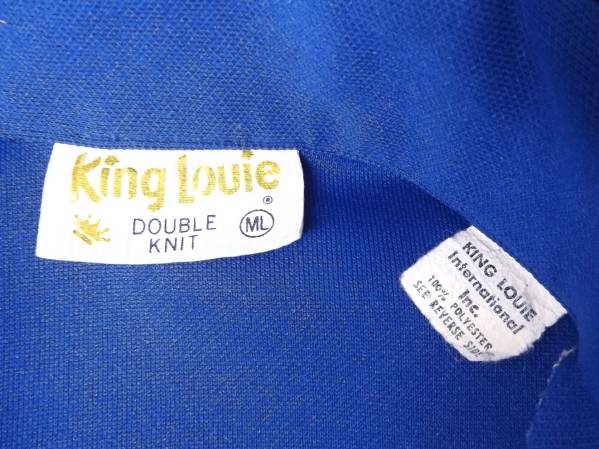 King Louie
®
DOUBLE
KNIT
ML
KING LOUIE
International
Inc.
100% POLYESTER
SEE REVERSE SIDE